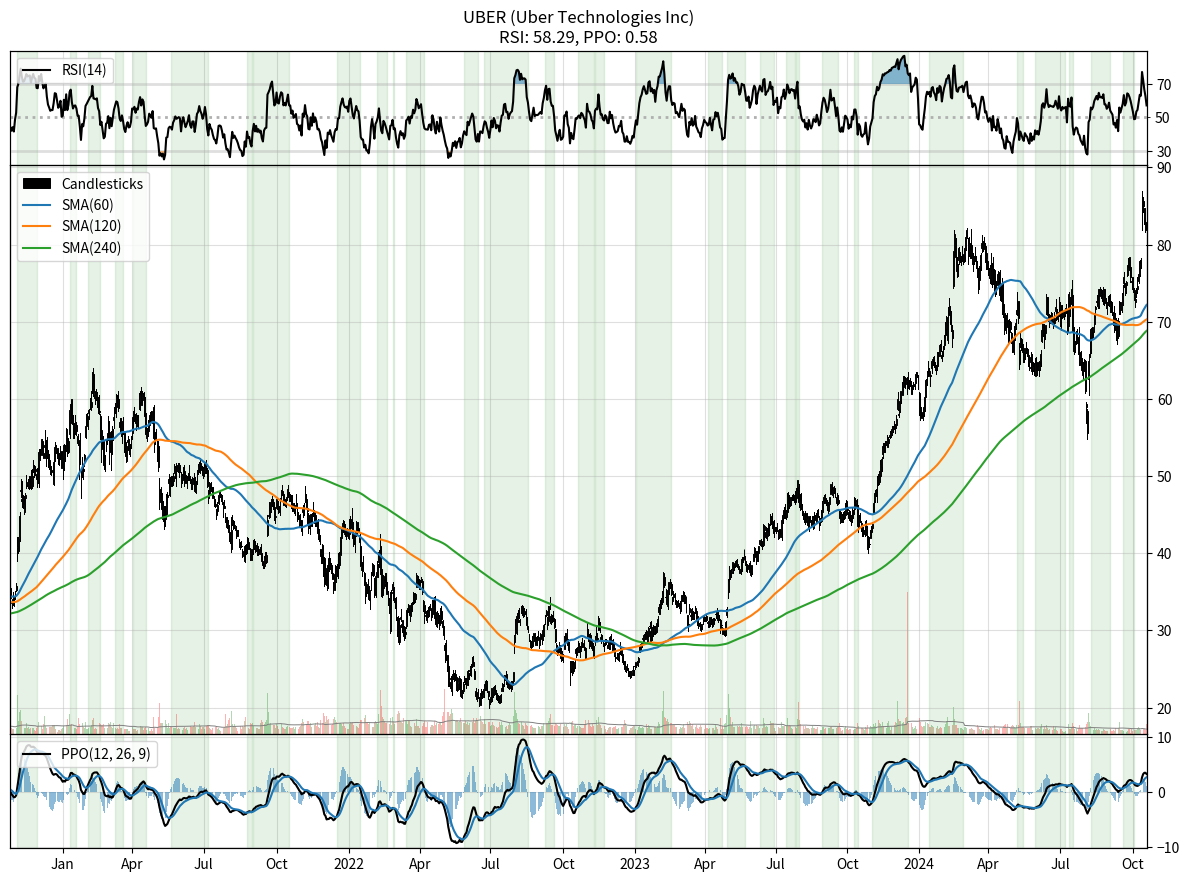 UBER (Uber Technologies Inc)
RSI: 58.29, PPO: 0.58
RSI(14)
70
50
30
90
Candlesticks
SMA(60)
SMA(120)
SMA(240)
80
70
60
50
40
30
20
10
PPO(12, 26, 9)
0
−10
Jan Apr Jul Oct 2022 Apr Jul Oct 2023 Apr Jul Oct 2024 Apr Jul Oct